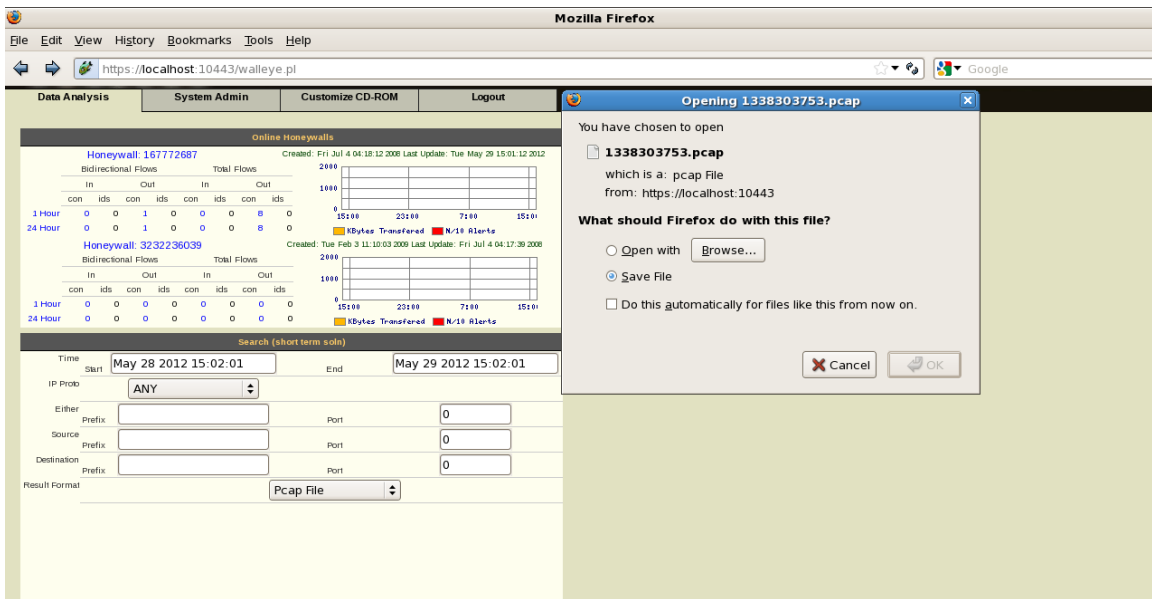 Mozilla Firefox
File Edit View History Bookmarks Tools Help
https://localhost:10443/walleye.pl
Google
Data Analysis System Admin Customize CD-ROM Logout
Online Honeywalls
Honeywall: 167772687 Created: Fri Jul 4 04:18:12 2008 Last Update: Tue May 29 15:01:12 2012
Bidirectional Flows Total Flows
In Out In Out
con ids con ids con ids con ids
1 Hour 0 0 1 0 0 0 8 0
24 Hour 0 0 1 0 0 0 8 0
2000
1000
0
15:00 23:00 7:00 15:0
KBytes Transfered N/10 Alerts
Honeywall: 3232236039 Created: Tue Feb 3 11:10:03 2009 Last Update: Fri Jul 4 04:17:39 2008
Bidirectional Flows Total Flows
In Out In Out
con ids con ids con ids con ids
1 Hour 0 0 0 0 0 0 0 0
24 Hour 0 0 0 0 0 0 0 0
2000
1000
0
15:00 23:00 7:00 15:0
KBytes Transfered N/10 Alerts
Search (short term soln)
Time Start May 28 2012 15:02:01 End May 29 2012 15:02:01
IP Proto ANY
Either Prefix Port 0
Source Prefix Port 0
Destination Prefix Port 0
Result Format Pcap File
Opening 1338303753.pcap
You have chosen to open
1338303753.pcap
which is a: pcap File
from: https://localhost:10443
What should Firefox do with this file?
Open with Browse...
Save File
Do this automatically for files like this from now on.
Cancel OK